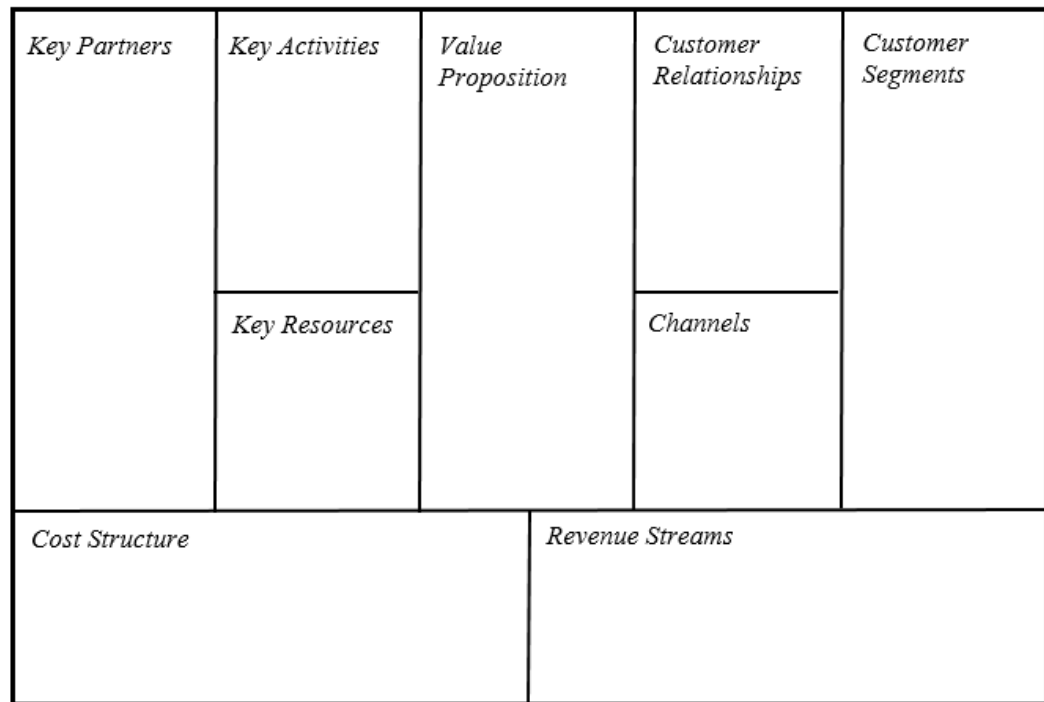 Key Partners
Key Activities
Value
Proposition
Customer
Relationships
Customer
Segments
Key Resources
Channels
Cost Structure
Revenue Streams